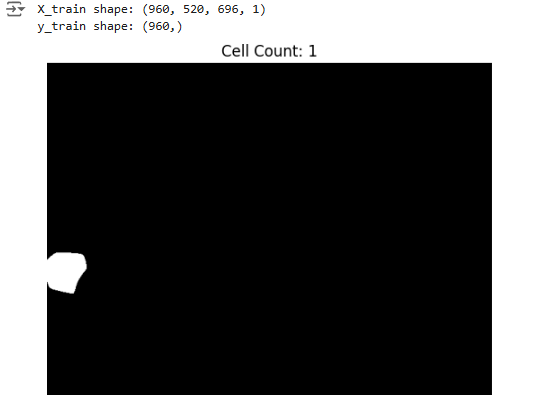 X_train shape: (960, 520, 696, 1)
y_train shape: (960,)
Cell Count: 1